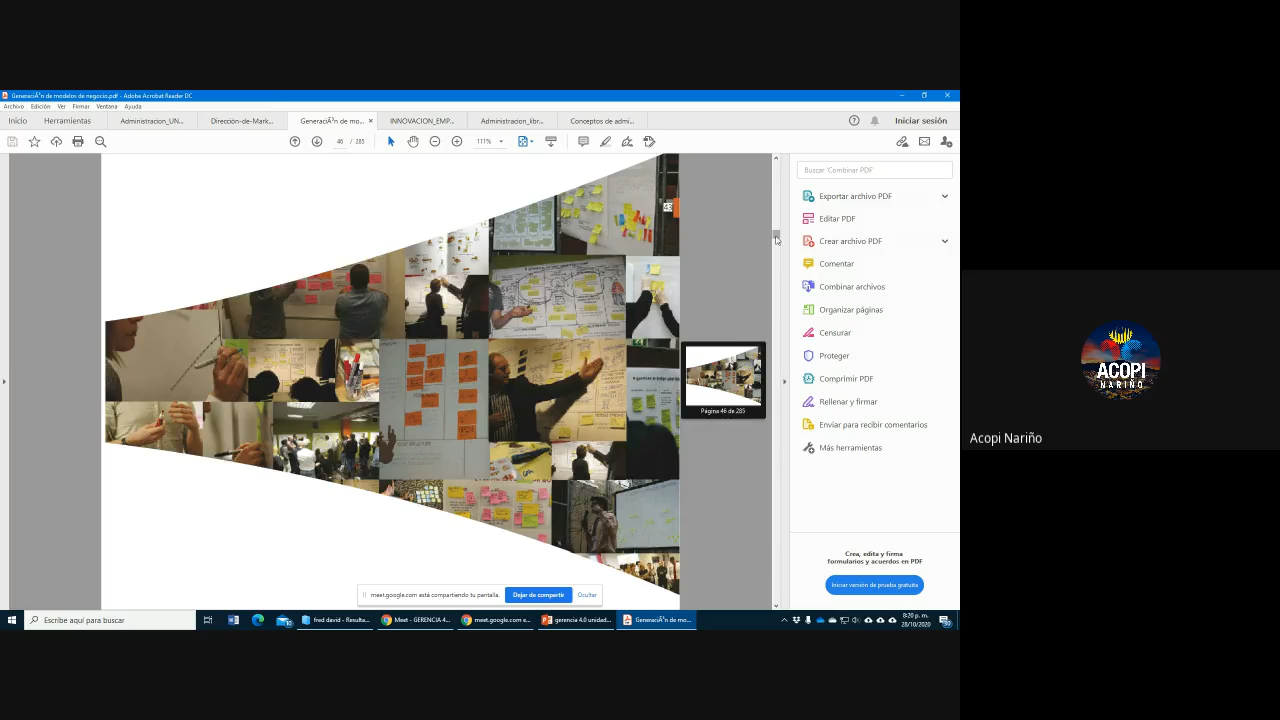 GeneraciÃ³n de modelos de negocio.pdf - Adobe Acrobat Reader DC
Archivo Edición Ver Firmar Ventana Ayuda
Inicio Herramientas Administracion_UN... Dirección-de-Mark... GeneraciÃ³n de mo... × INNOVACION_EMP... Administracion_libr... Conceptos de admi... Iniciar sesión
46 / 285 111%
Buscar 'Combinar PDF'
Exportar archivo PDF
Editar PDF
Crear archivo PDF
Comentar
Combinar archivos
Organizar páginas
Censurar
Proteger
Comprimir PDF
Rellenar y firmar
Enviar para recibir comentarios
Más herramientas
43
Página 46 de 285
Crea, edita y firma
formularios y acuerdos en PDF
Iniciar versión de prueba gratuita
meet.google.com está compartiendo tu pantalla. Dejar de compartir Ocultar
Escribe aquí para buscar
fred david - Resulta... Meet - GERENCIA 4... meet.google.com e... gerencia 4.0 unidad... GeneraciÃ³n de mo...
8:20 p. m.
28/10/2020
ACOPI
NARIÑO
Acopi Nariño